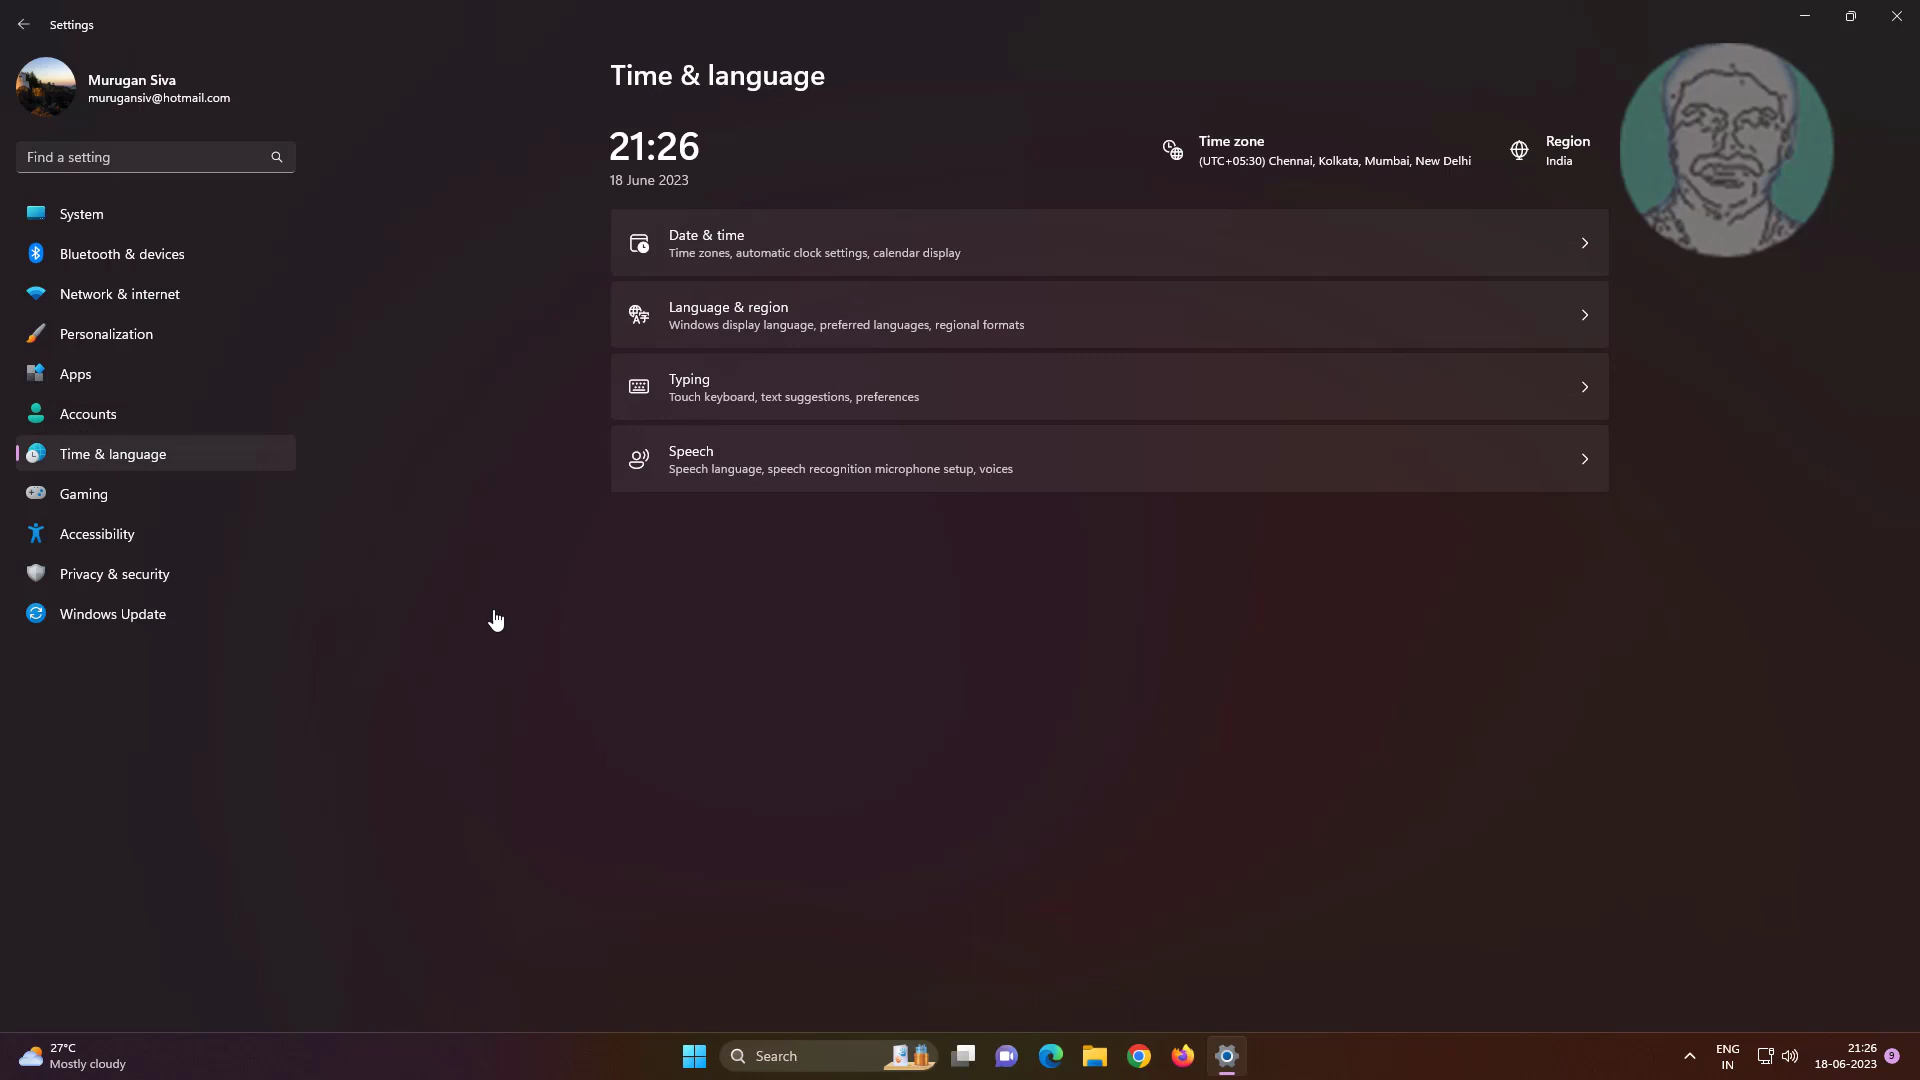 Settings
Murugan Siva
murugansiv@hotmail.com
Find a setting
System
Bluetooth & devices
Network & internet
Personalization
Apps
Accounts
Time & language
Gaming
Accessibility
Privacy & security
Windows Update
Time & language
21:26
18 June 2023
Time zone
(UTC+05:30) Chennai, Kolkata, Mumbai, New Delhi
Region
India
Date & time
Time zones, automatic clock settings, calendar display
Language & region
Windows display language, preferred languages, regional formats
Typing
Touch keyboard, text suggestions, preferences
Speech
Speech language, speech recognition microphone setup, voices
27°C
Mostly cloudy
Search
ENG
IN
21:26
18-06-2023
9